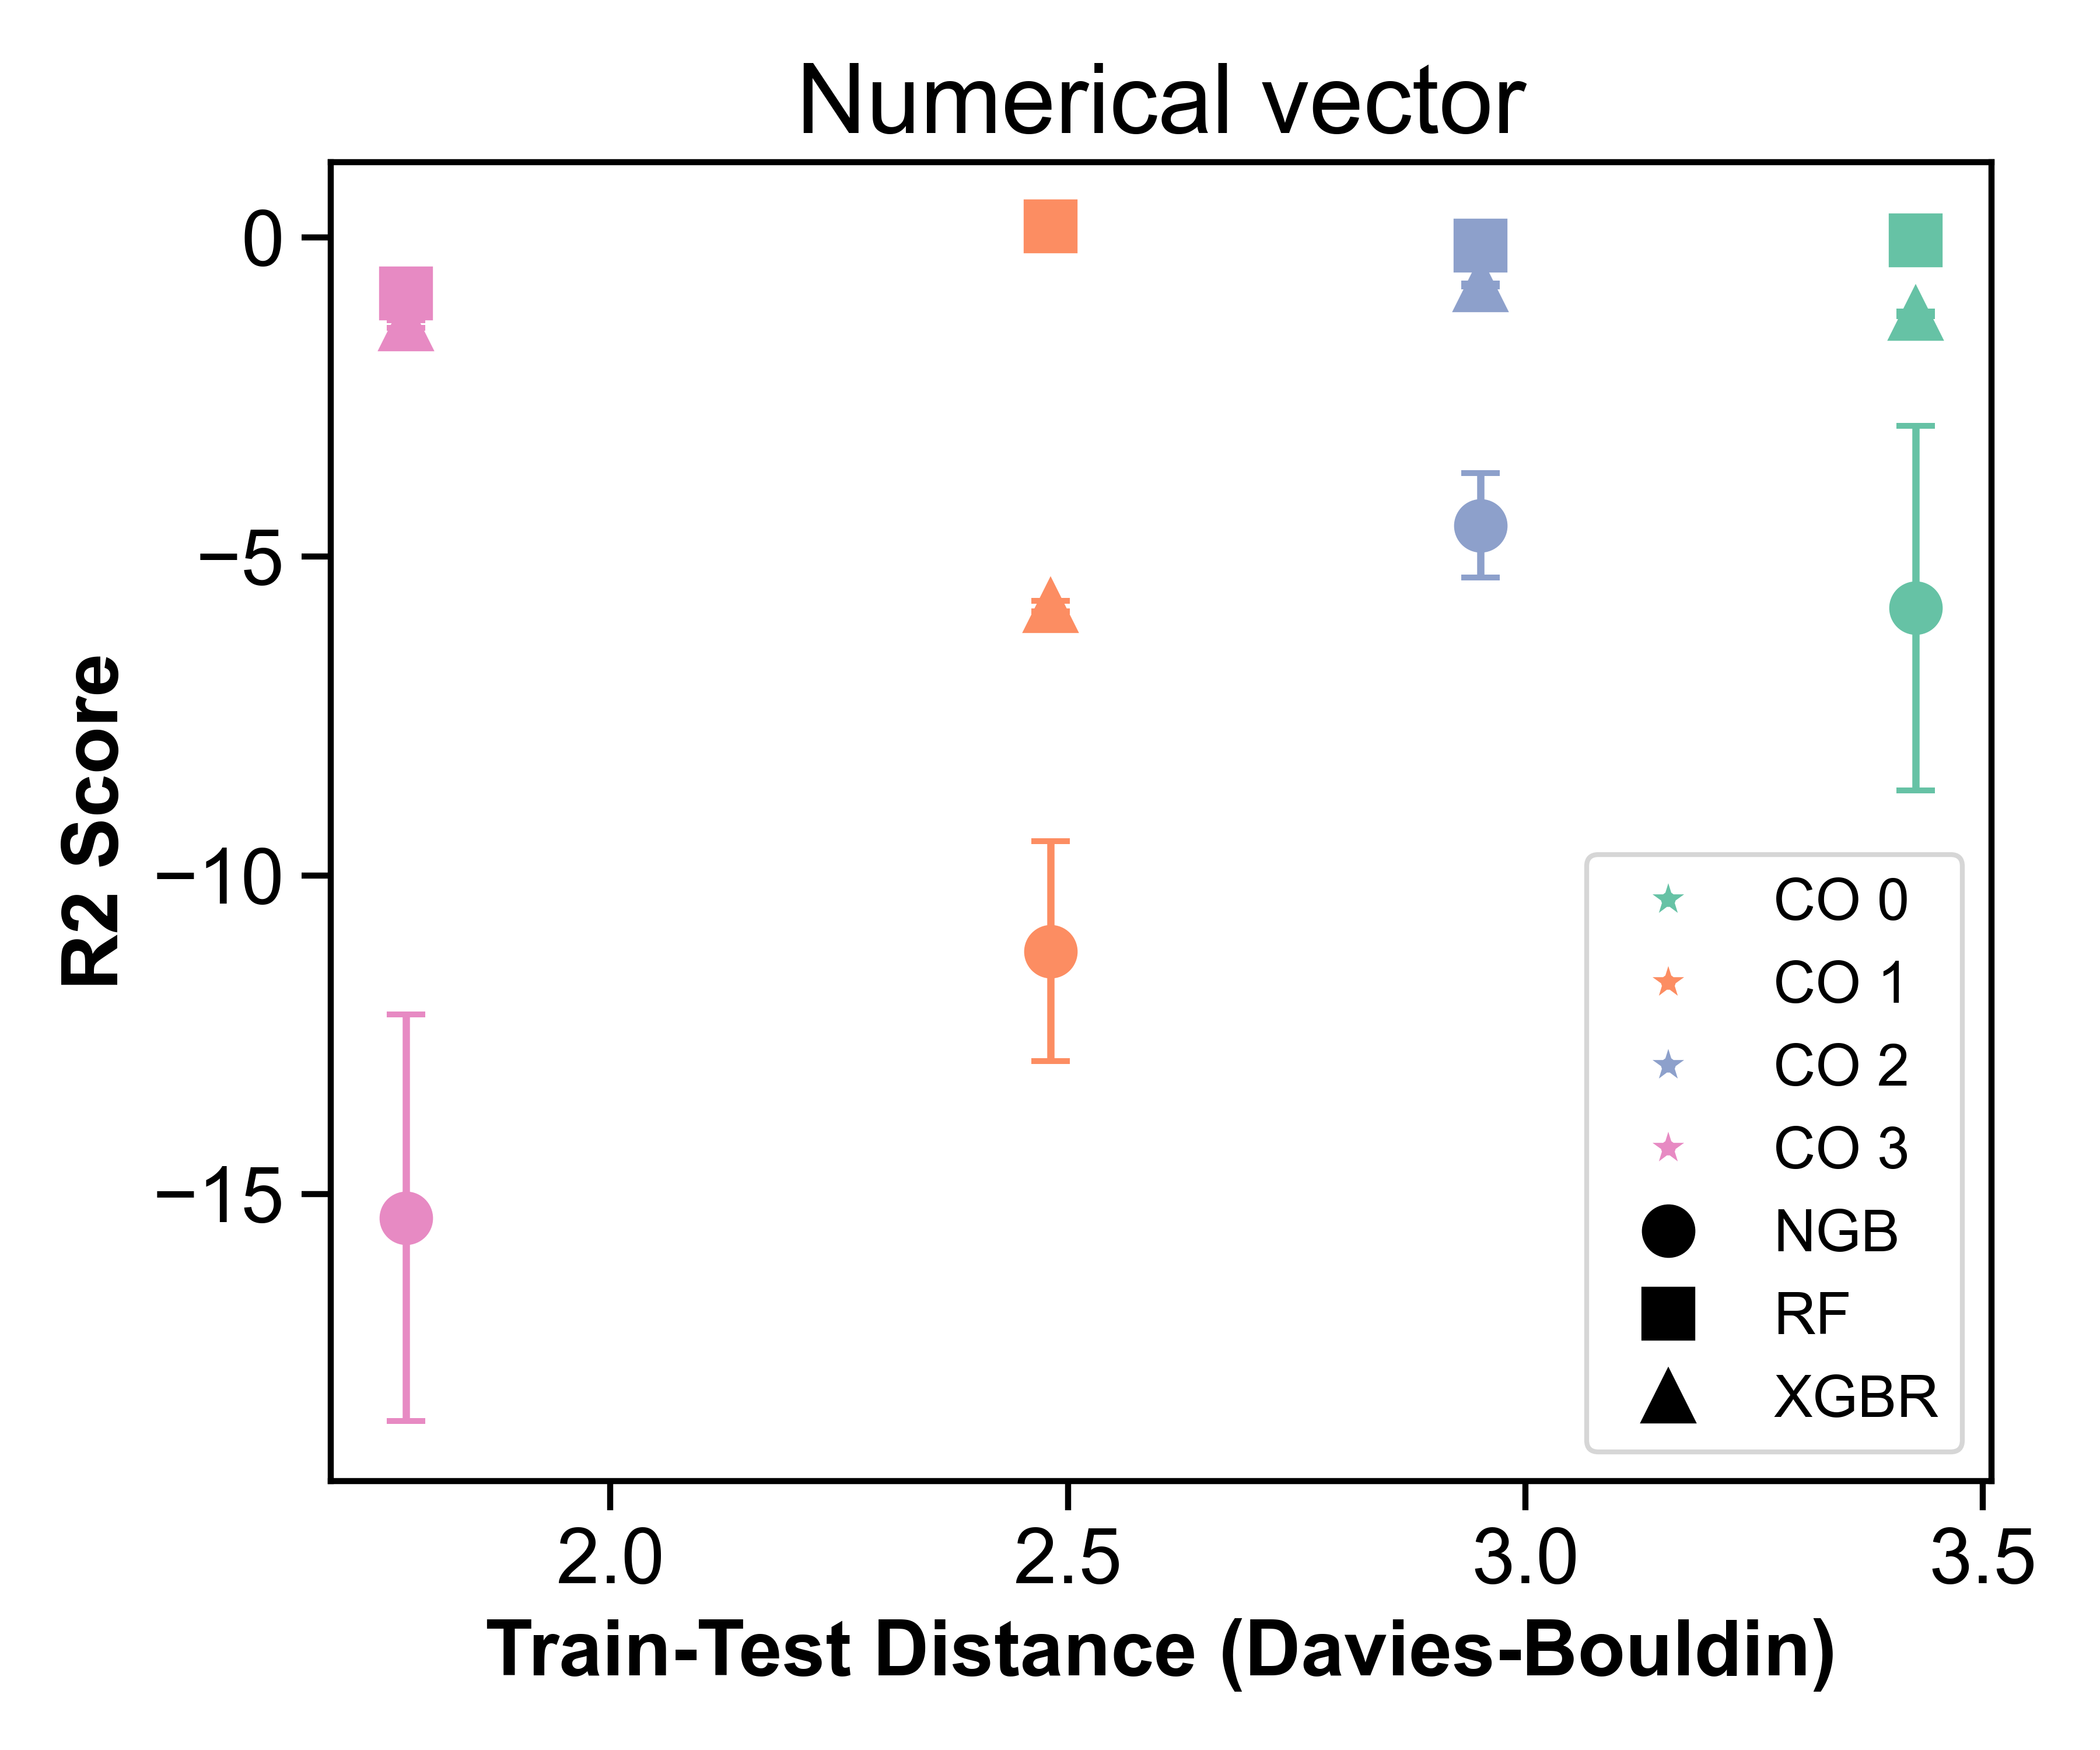 Numerical vector
0
−5
−10
−15
R2 Score
CO 0
CO 1
CO 2
CO 3
NGB
RF
XGBR
2.0 2.5 3.0 3.5
Train-Test Distance (Davies-Bouldin)